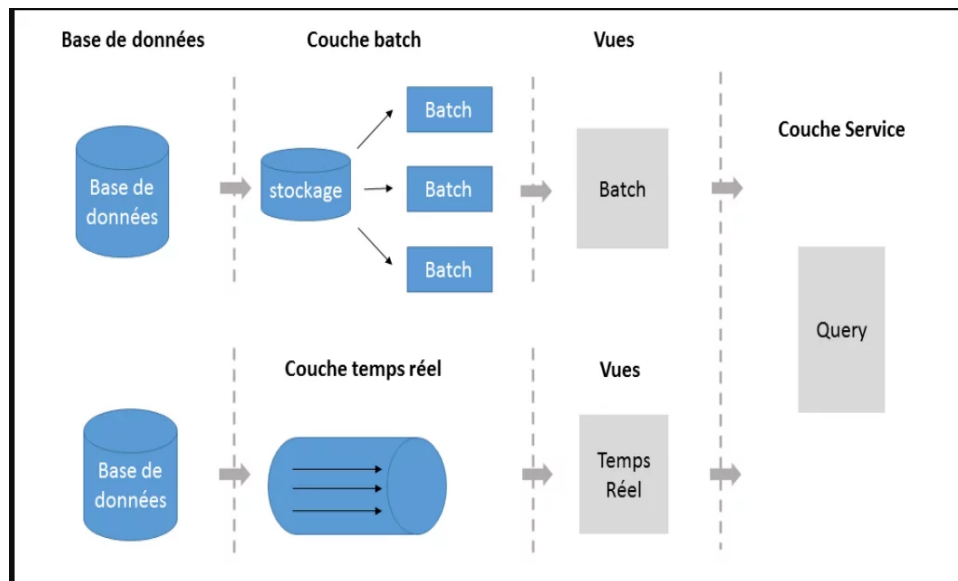 Base de données
Couche batch
Vues
Couche Service
Base de
données
stockage
Batch
Batch
Batch
Batch
Query
Couche temps réel
Vues
Base de
données
Temps
Réel